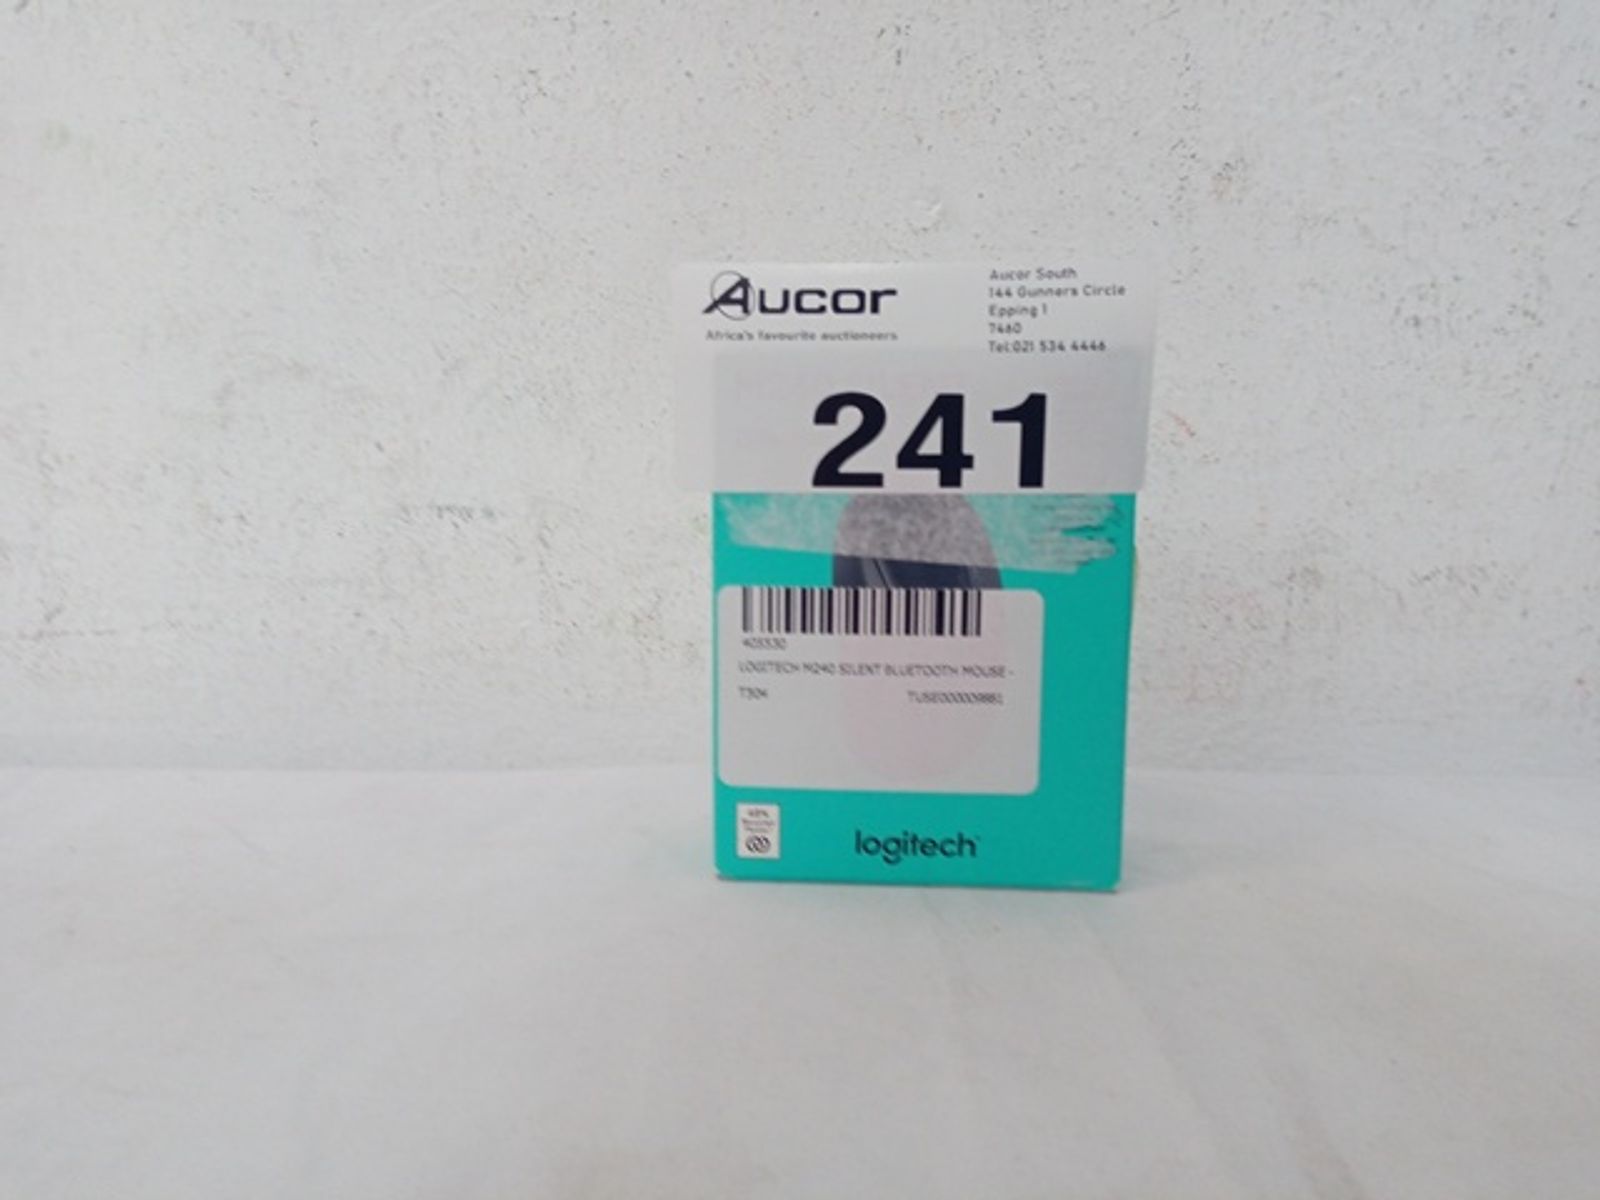 Aucor
Africa's favourite auctioneers
Aucor South
144 Gunners Circle
Epping 1
7460
Tel:021 534 4446
241
LOGITECH M240 SILENT BLUETOOTH MOUSE -
T304 TUSE000009881
logitech